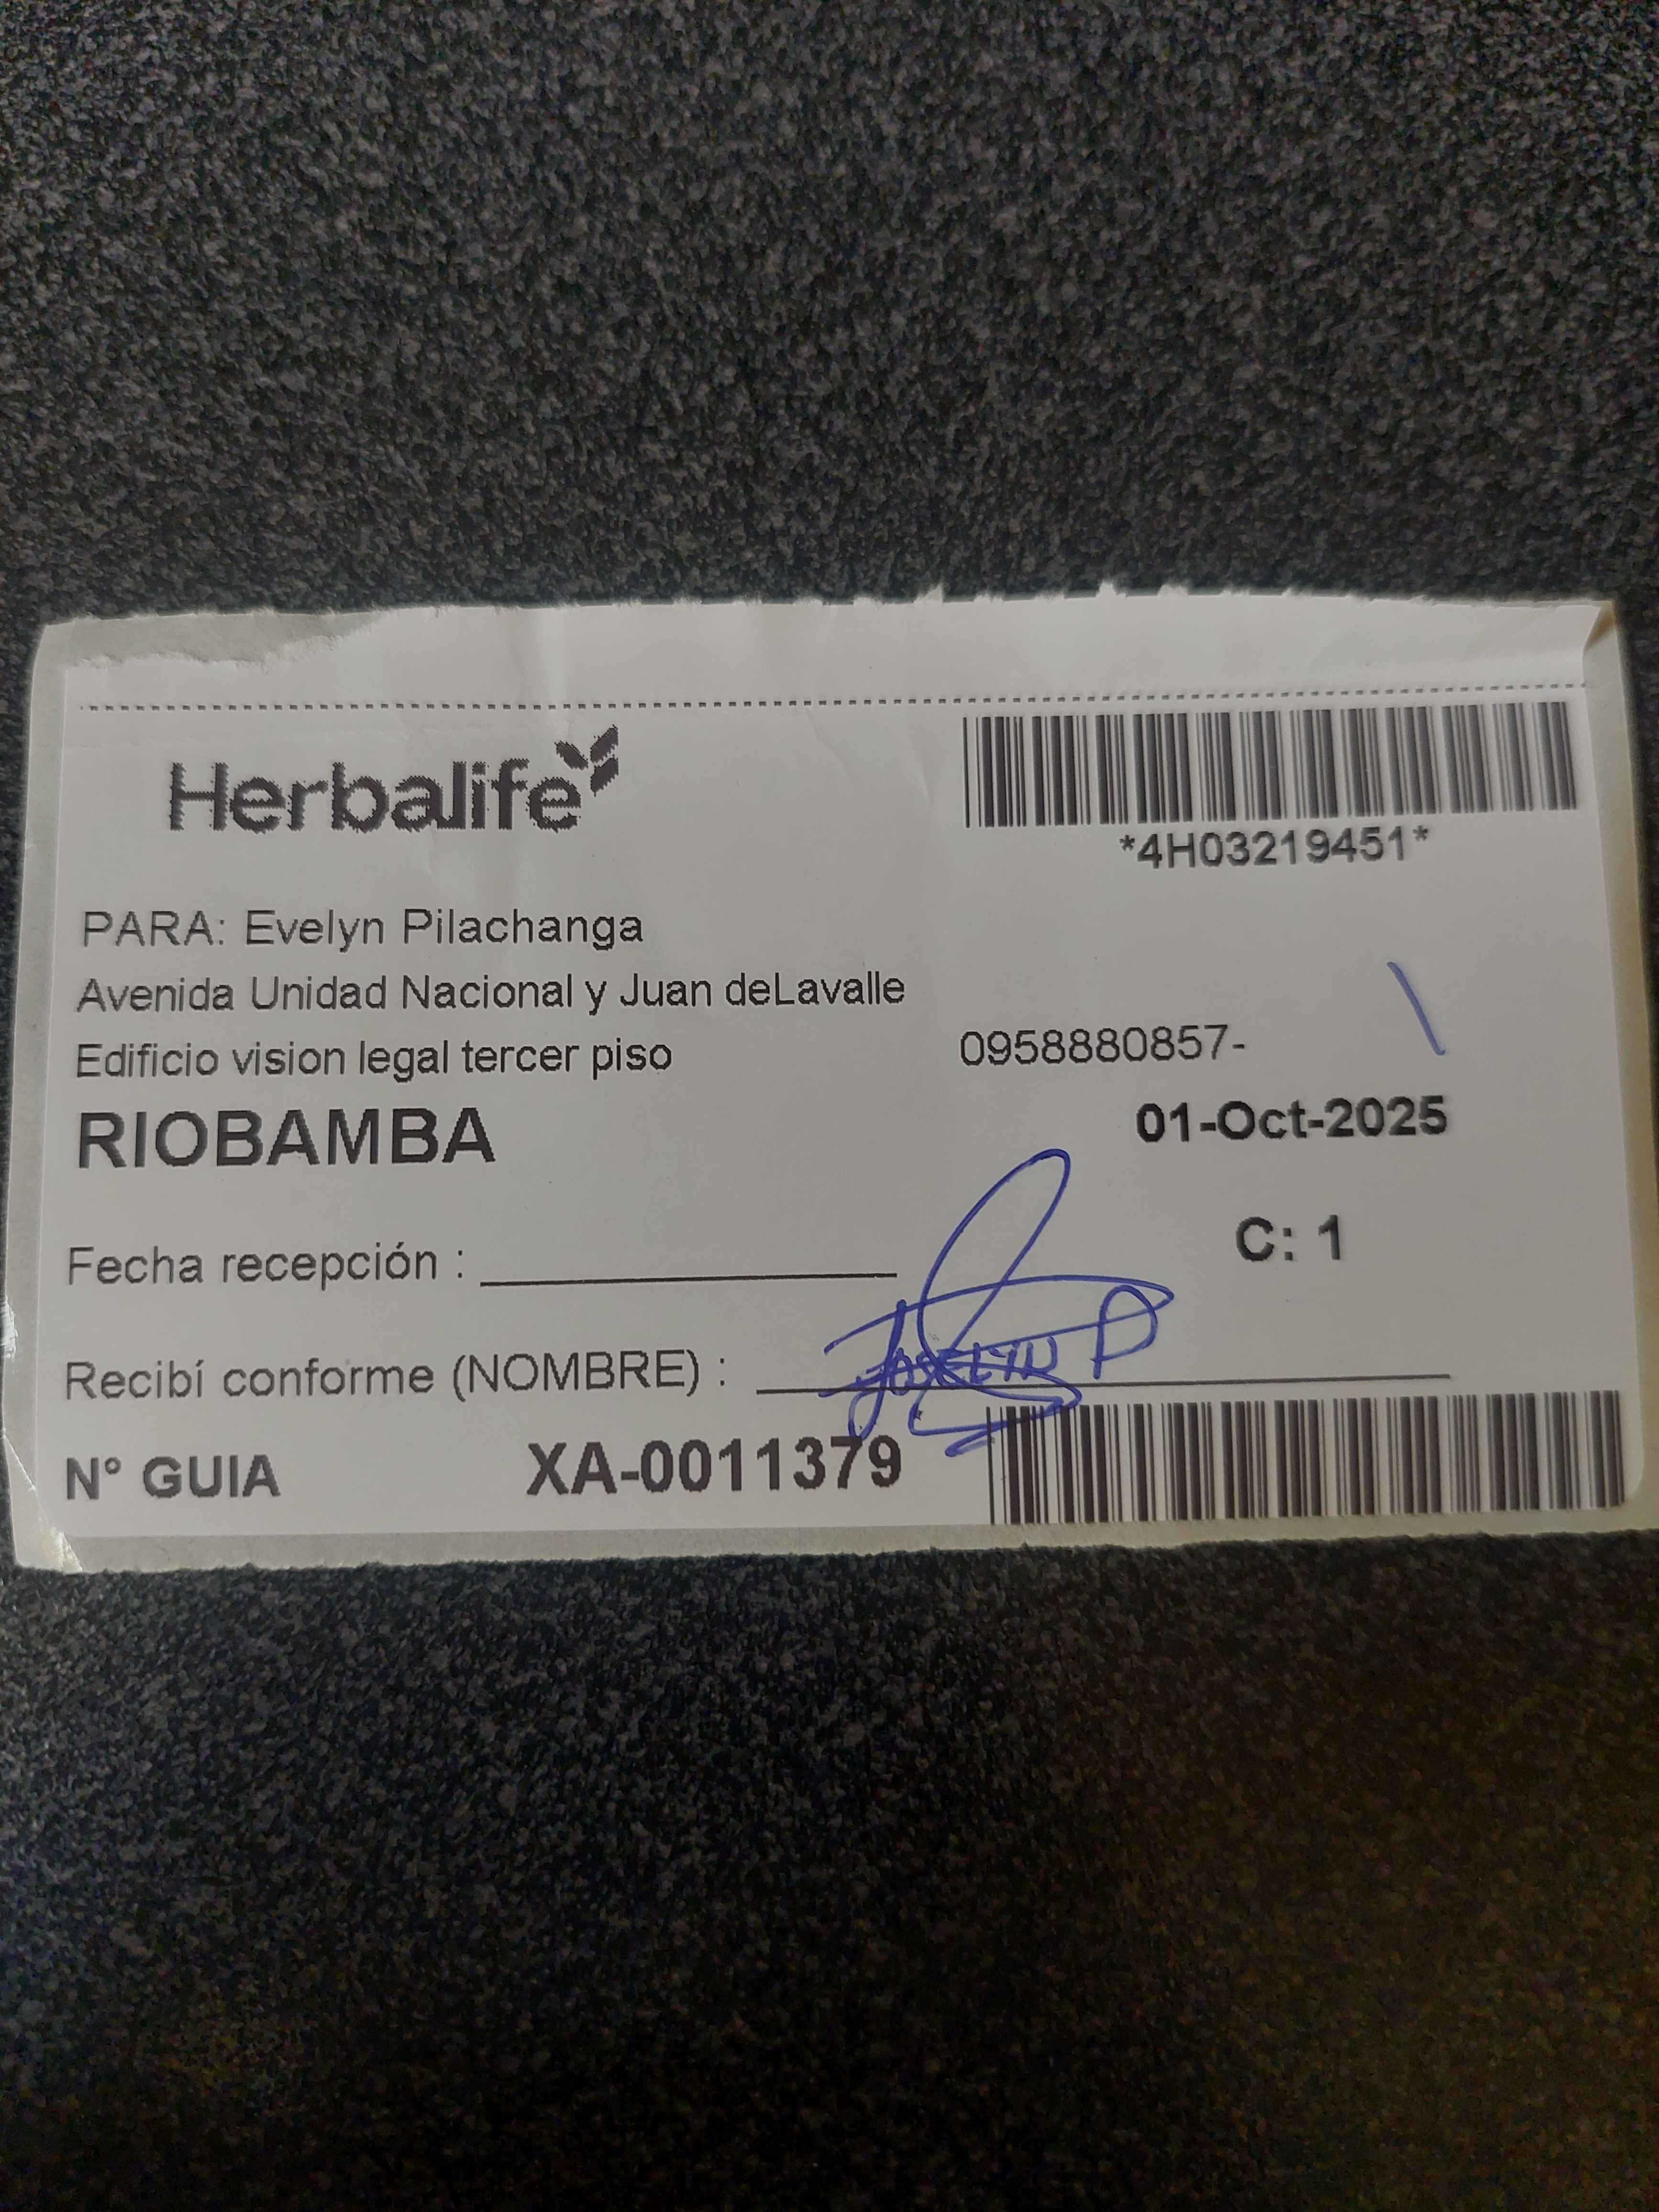 Herbalife
*4H03219451*
PARA: Evelyn Pilachanga
Avenida Unidad Nacional y Juan deLavalle
Edificio vision legal tercer piso 0958880857-
RIOBAMBA 01-Oct-2025
C: 1
Fecha recepción :
Recibí conforme (NOMBRE) : JOSELYN P
N° GUIA XA-0011379